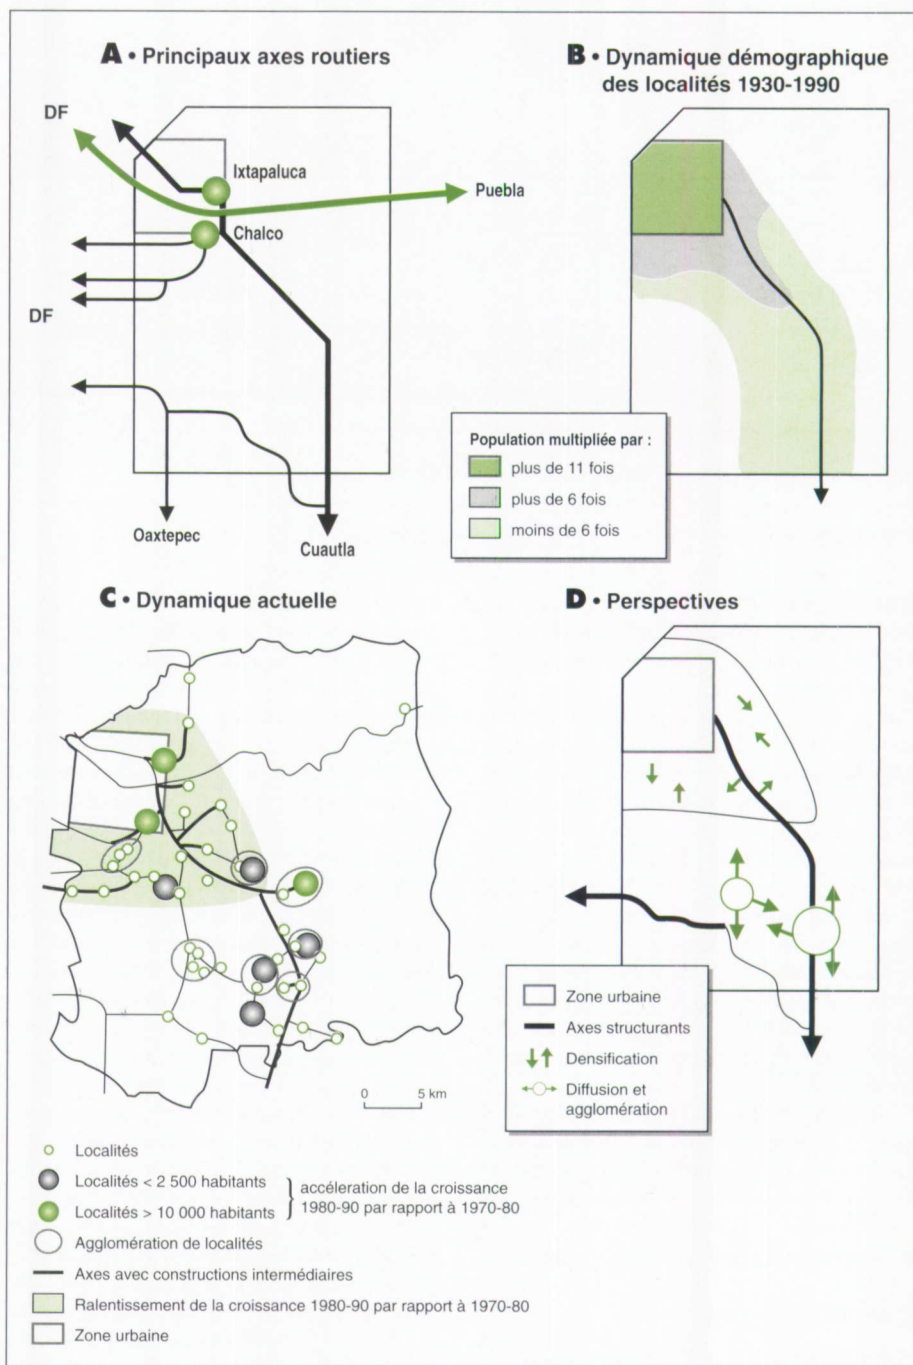 A • Principaux axes routiers
DF
Ixtapaluca
Puebla
Chalco
DF
Oaxtepec
Cuautla
B • Dynamique démographique
des localités 1930-1990
Population multipliée par :
plus de 11 fois
plus de 6 fois
moins de 6 fois
C • Dynamique actuelle
0 5 km
Localités
Localités < 2 500 habitants
Localités > 10 000 habitants
accéleration de la croissance
1980-90 par rapport à 1970-80
Agglomération de localités
Axes avec constructions intermédiaires
Ralentissement de la croissance 1980-90 par rapport à 1970-80
Zone urbaine
D • Perspectives
Zone urbaine
Axes structurants
Densification
Diffusion et
agglomération